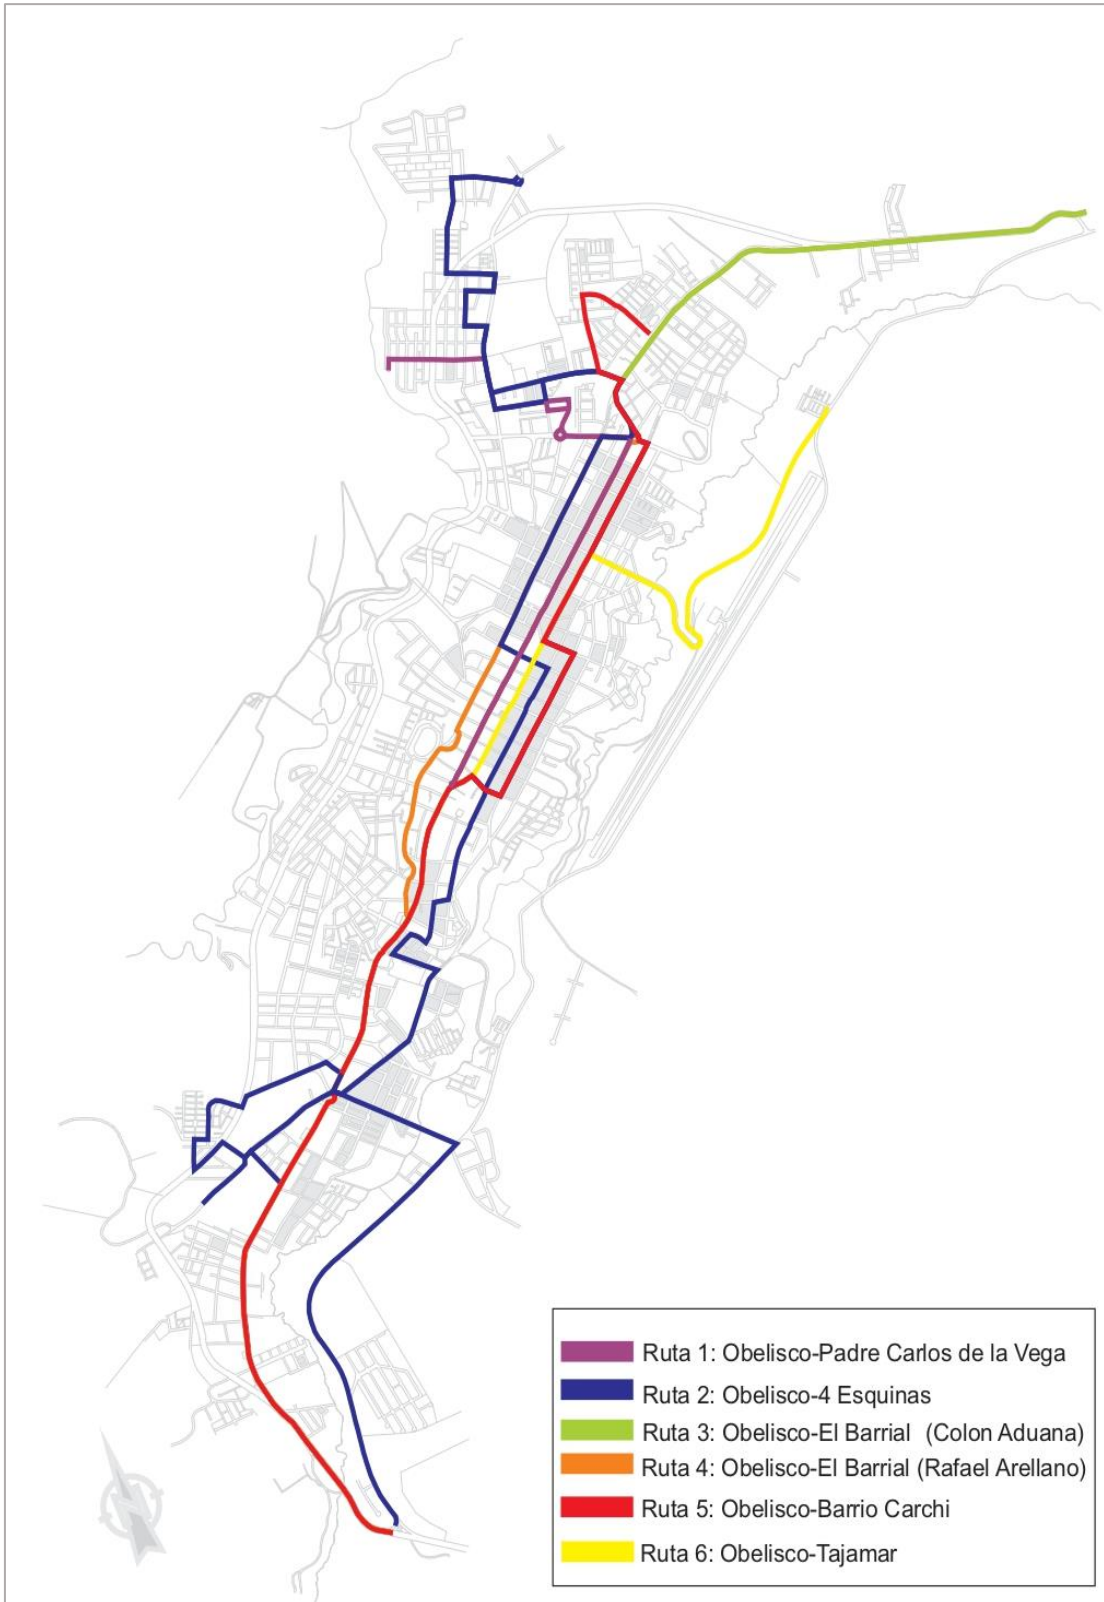 Ruta 1: Obelisco-Padre Carlos de la Vega
Ruta 2: Obelisco-4 Esquinas
Ruta 3: Obelisco-El Barrial (Colon Aduana)
Ruta 4: Obelisco-El Barrial (Rafael Arellano)
Ruta 5: Obelisco-Barrio Carchi
Ruta 6: Obelisco-Tajamar